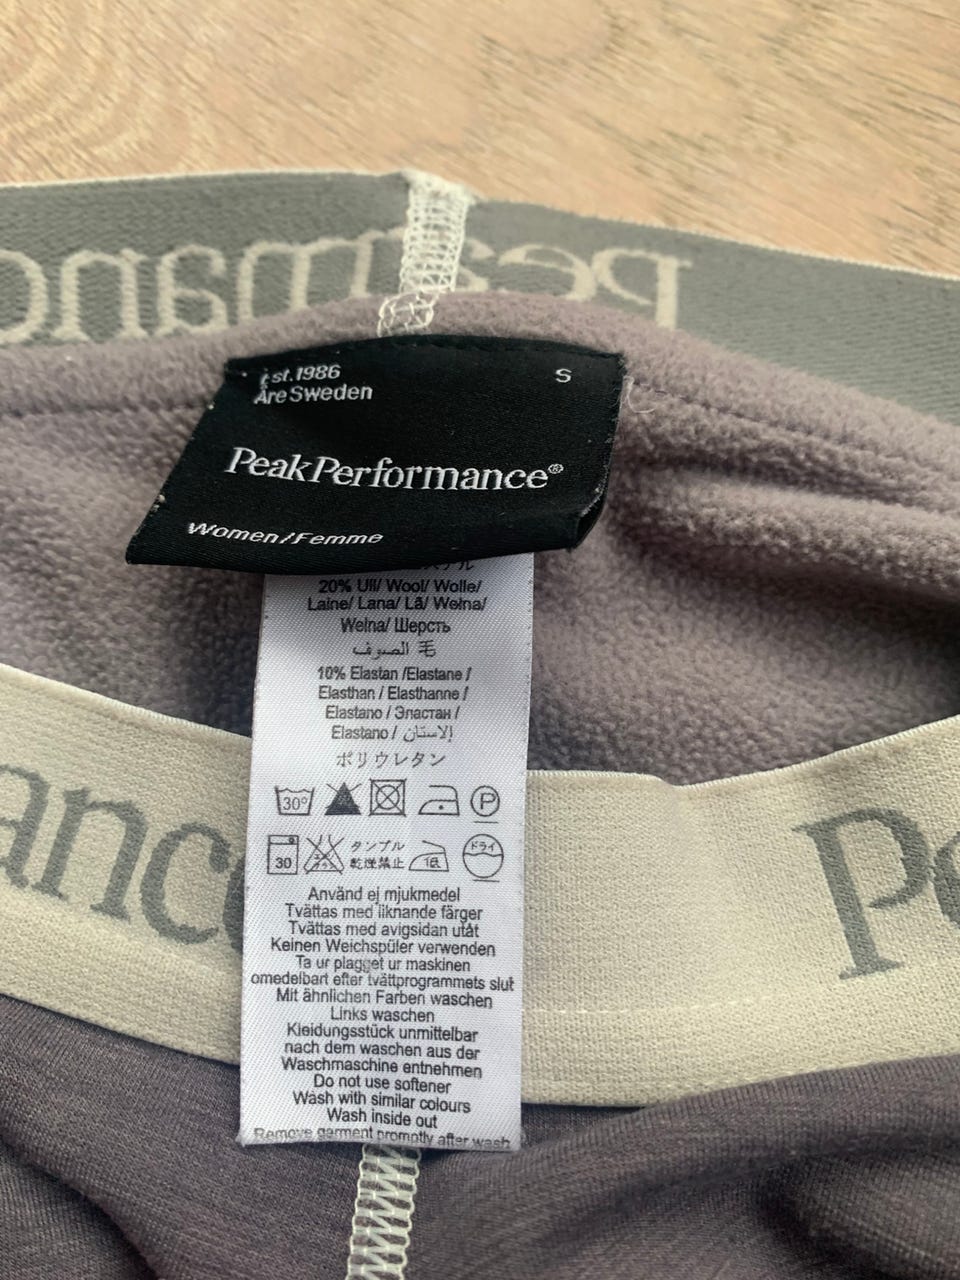 Est.1986
Åre Sweden
S
PeakPerformance®
Women/Femme
20% Ull/ Wool/ Wolle/
Laine/ Lana/ Lã/ Wełna/
Welna/ Шерсть
الصوف 毛
10% Elastan /Elastane /
Elasthan / Elasthanne /
Elastano / Эластан /
Elastano / إلاستان
ポリウレタン
30° P
30 エンソ タンブル 乾燥禁止 低 ドライ
Använd ej mjukmedel
Tvättas med liknande färger
Tvättas med avigsidan utåt
Keinen Weichspüler verwenden
Ta ur plagget ur maskinen
omedelbart efter tvättprogrammets slut
Mit ähnlichen Farben waschen
Links waschen
Kleidungsstück unmittelbar
nach dem waschen aus der
Waschmaschine entnehmen
Do not use softener
Wash with similar colours
Wash inside out
Remove garment promptly after wash
ance
Pe